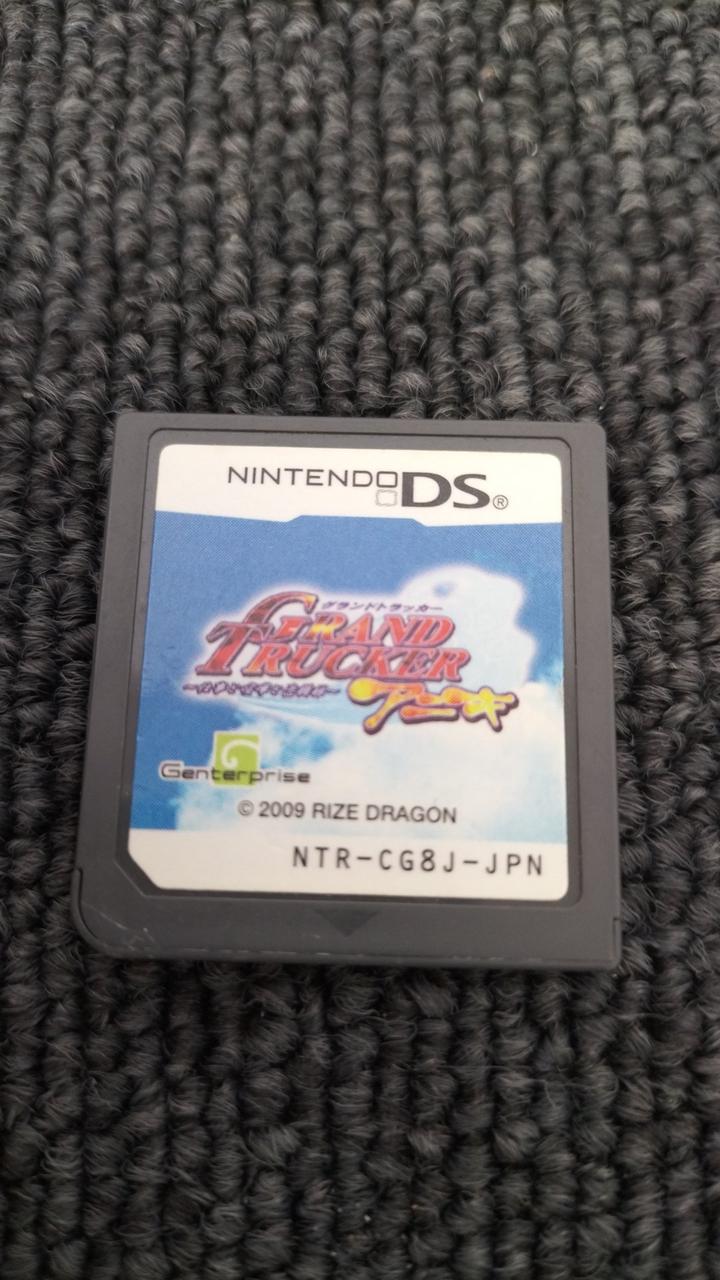 NINTENDO DS®
グランドトラッカー
GRAND
TRUCKER
アニキ
Genterprise
© 2009 RIZE DRAGON
NTR-CG8J-JPN